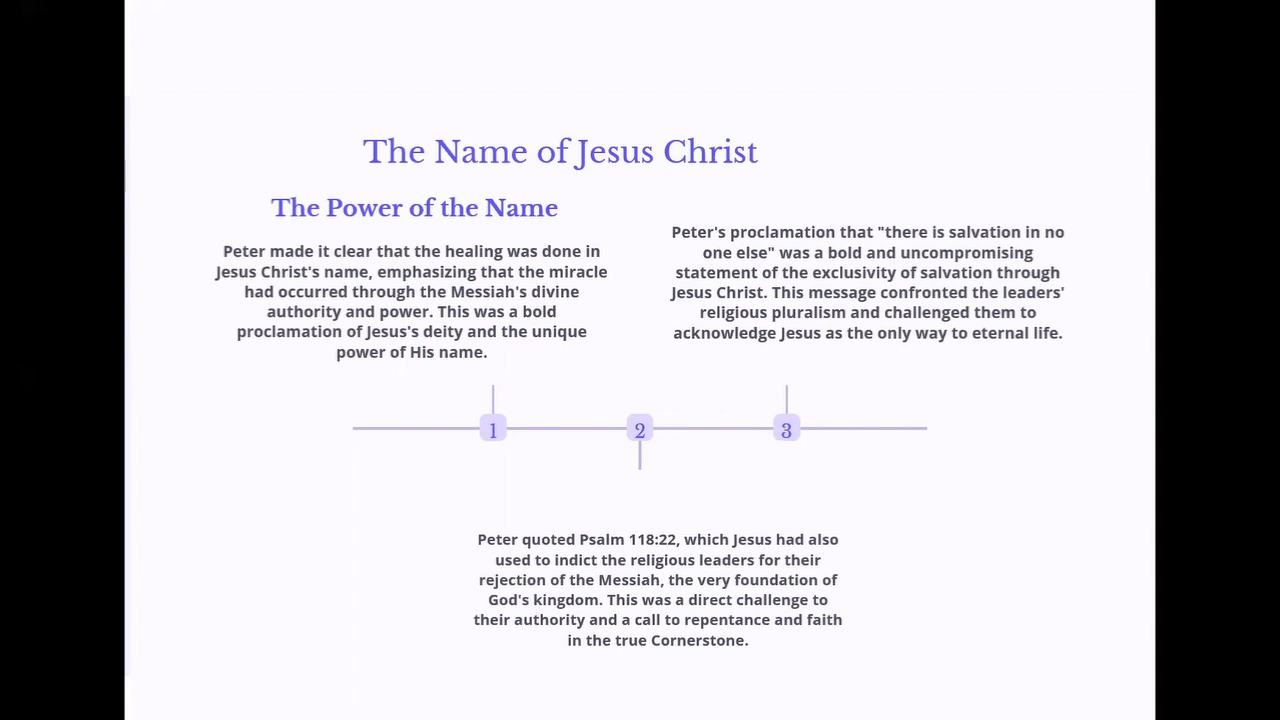 The Name of Jesus Christ
The Power of the Name
Peter made it clear that the healing was done in
Jesus Christ's name, emphasizing that the miracle
had occurred through the Messiah's divine
authority and power. This was a bold
proclamation of Jesus's deity and the unique
power of His name.
Peter's proclamation that "there is salvation in no
one else" was a bold and uncompromising
statement of the exclusivity of salvation through
Jesus Christ. This message confronted the leaders'
religious pluralism and challenged them to
acknowledge Jesus as the only way to eternal life.
1
2
3
Peter quoted Psalm 118:22, which Jesus had also
used to indict the religious leaders for their
rejection of the Messiah, the very foundation of
God's kingdom. This was a direct challenge to
their authority and a call to repentance and faith
in the true Cornerstone.